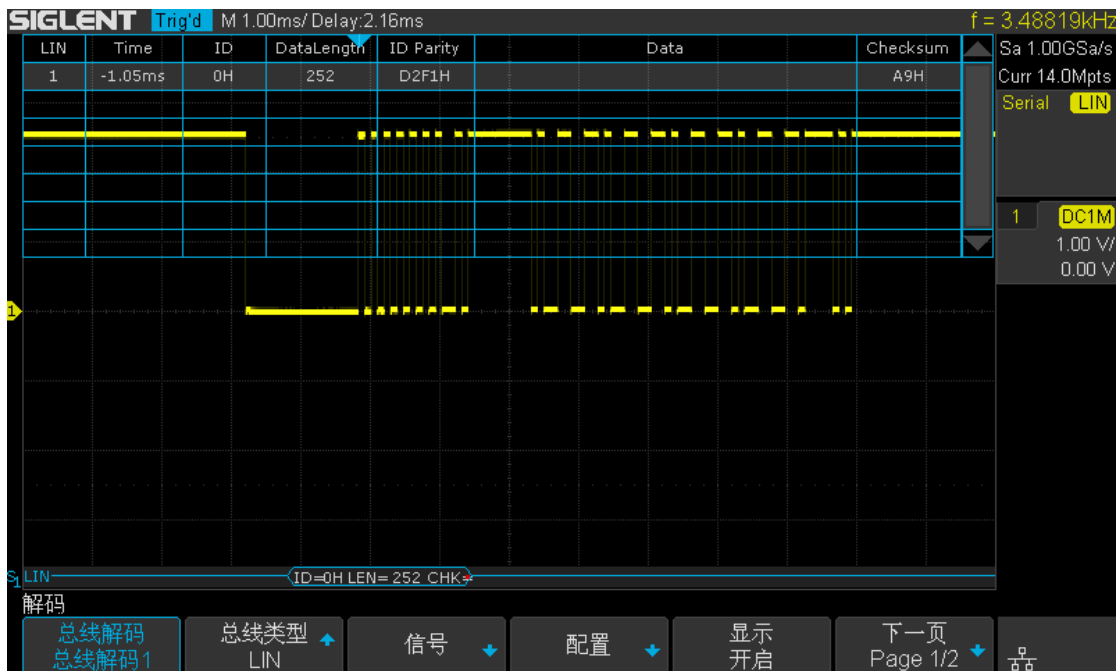 SIGLENT Trig'd M 1.00ms/ Delay:2.16ms f = 3.48819kHz
LIN Time ID DataLength ID Parity Data Checksum
Sa 1.00GSa/s
1 -1.05ms 0H 252 D2F1H A9H
Curr 14.0Mpts
Serial LIN
1 DC1M
1.00 V/
0.00 V
1
S1 LIN ID=0H LEN= 252 CHK=
解码
总线解码 总线类型 信号 配置 显示 下一页
总线解码1 LIN 开启 Page 1/2